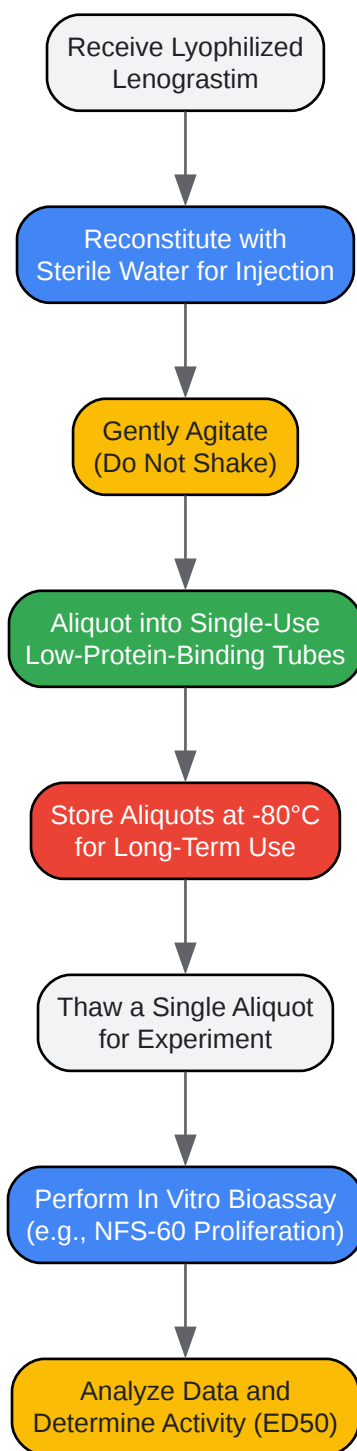 Receive Lyophilized
Lenograstim
Reconstitute with
Sterile Water for Injection
Gently Agitate
(Do Not Shake)
Aliquot into Single-Use
Low-Protein-Binding Tubes
Store Aliquots at -80°C
for Long-Term Use
Thaw a Single Aliquot
for Experiment
Perform In Vitro Bioassay
(e.g., NFS-60 Proliferation)
Analyze Data and
Determine Activity (ED50)